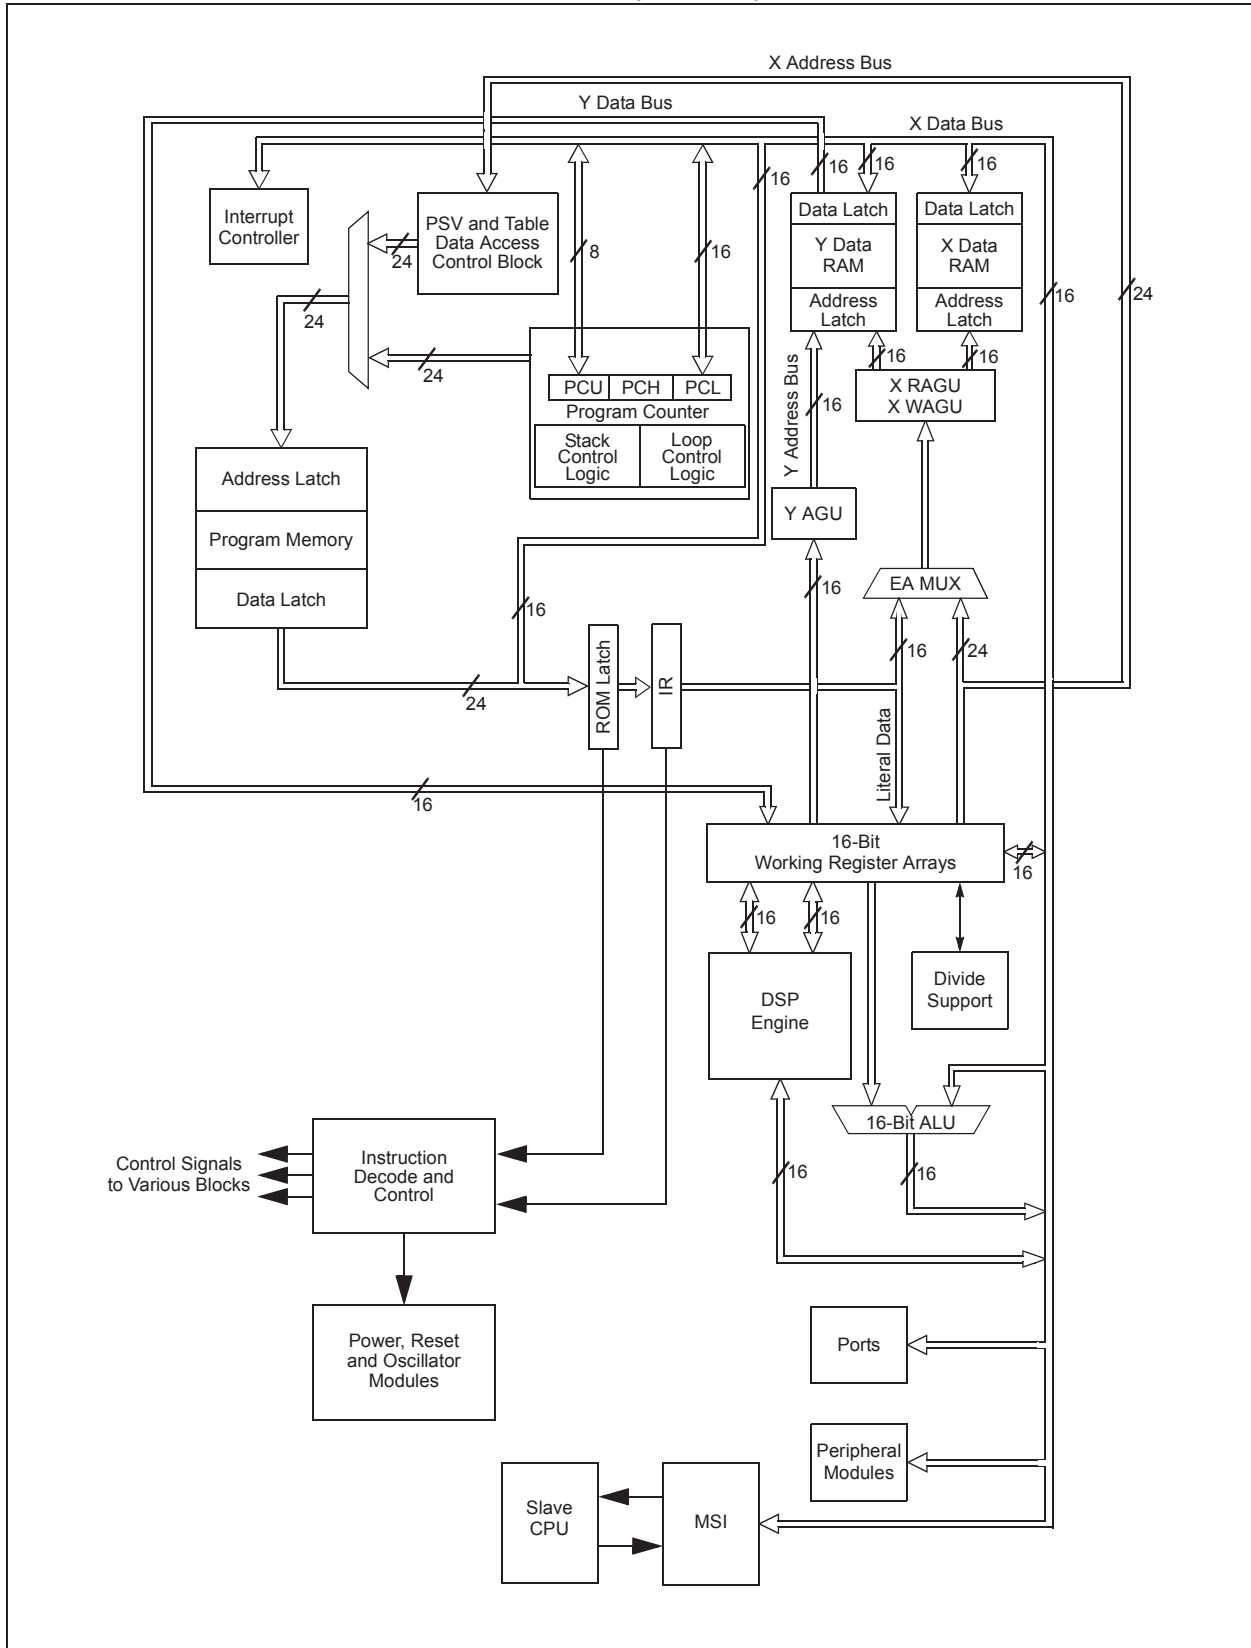 X Address Bus
Y Data Bus
X Data Bus
16
16
16
16
Interrupt
Controller
PSV and Table
Data Access
Control Block
24
8
16
Data Latch
Y Data
RAM
Address
Latch
Data Latch
X Data
RAM
Address
Latch
16
24
24
24
16
16
X RAGU
X WAGU
PCU
PCH
PCL
Program Counter
Stack
Control
Logic
Loop
Control
Logic
Y Address Bus
16
Address Latch
Program Memory
Data Latch
Y AGU
16
EA MUX
16
16
24
24
ROM Latch
IR
Literal Data
16
16-Bit
Working Register Arrays
16
16
16
DSP
Engine
Divide
Support
16-Bit ALU
16
16
Control Signals
to Various Blocks
Instruction
Decode and
Control
Power, Reset
and Oscillator
Modules
Ports
Peripheral
Modules
Slave
CPU
MSI